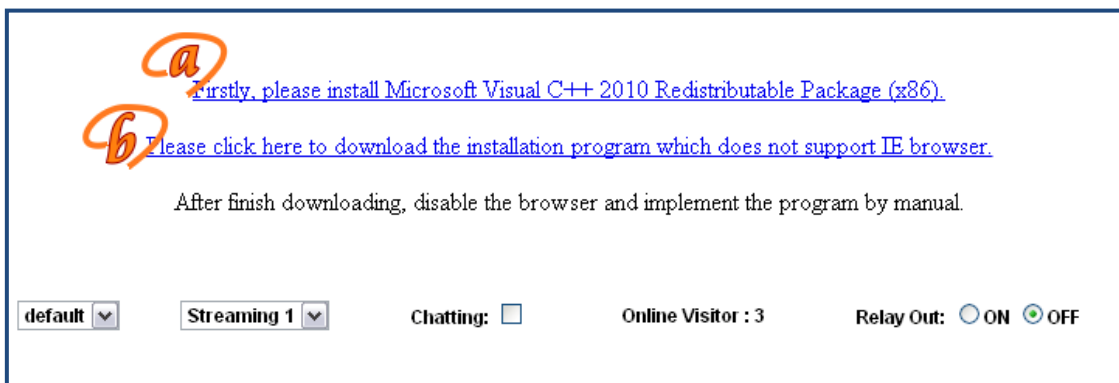 a
Firstly, please install Microsoft Visual C++ 2010 Redistributable Package (x86).
b
Please click here to download the installation program which does not support IE browser.
After finish downloading, disable the browser and implement the program by manual.
default Streaming 1 Chatting: Online Visitor : 3 Relay Out: ON OFF